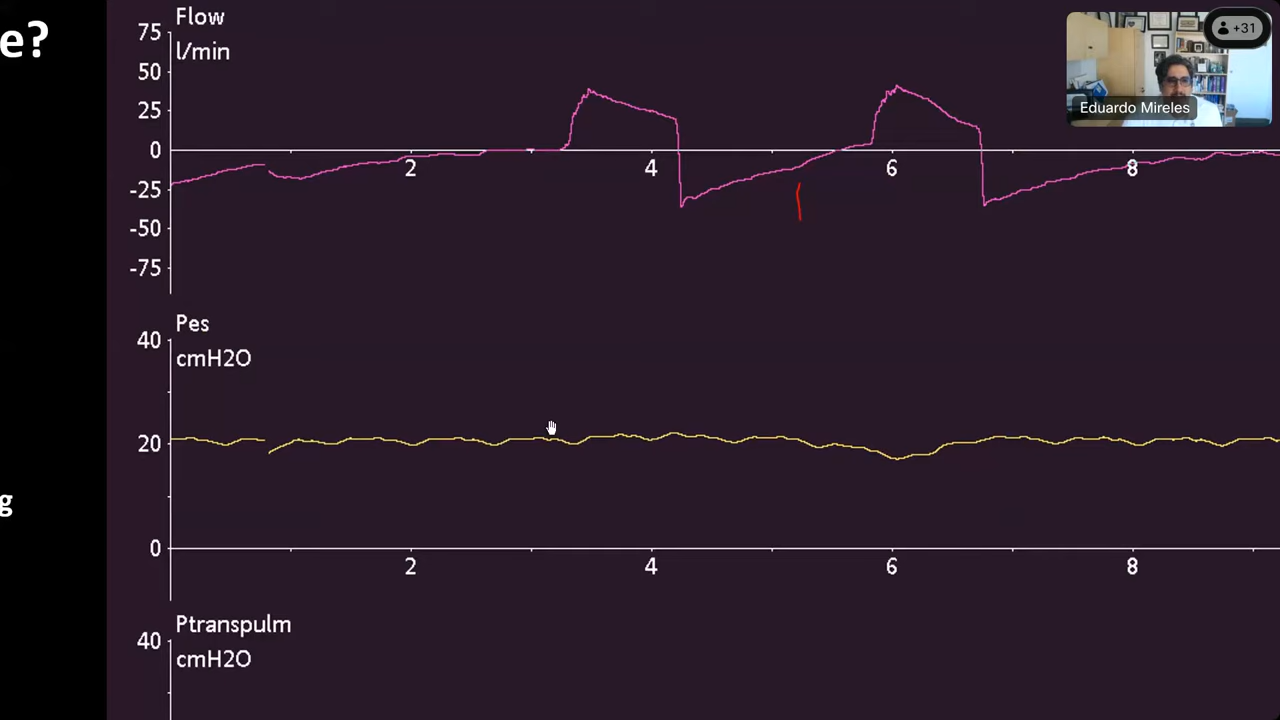 e?
Flow
75
l/min
50
25
0
2
4
6
8
-25
-50
-75
+31
Eduardo Mireles
Pes
40
cmH2O
20
0
2
4
6
8
g
Ptranspulm
40
cmH2O